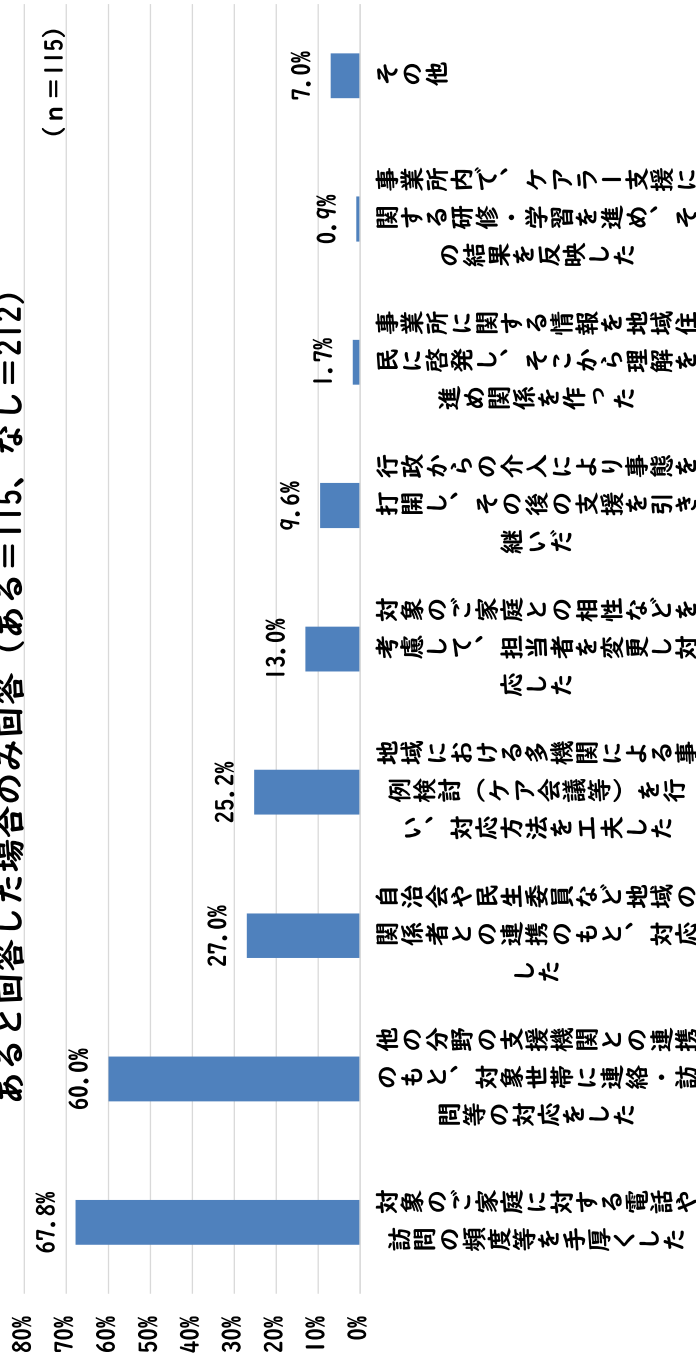 あると回答した場合のみ回答（ある＝115、なし＝212）
（n＝115）
80%
70%
60%
50%
40%
30%
20%
10%
0%
67.8%
60.0%
27.0%
25.2%
13.0%
9.6%
1.7%
0.9%
7.0%
対象のご家庭に対する電話や
訪問の頻度等を手厚くした
他の分野の支援機関との連携
のもと、対象世帯に連絡・訪
問等の対応をした
自治会や民生委員など地域の
関係者との連携のもと、対応
した
地域における多機関による事
例検討（ケア会議等）を行
い、対応方法を工夫した
対象のご家庭との相性などを
考慮して、担当者を変更し対
応した
行政からの介入により事態を
打開し、その後の支援を引き
継いだ
事業所に関する情報を地域住
民に啓発し、そこから理解を
進め関係を作った
事業所内で、ケアラー支援に
関する研修・学習を進め、そ
の結果を反映した
その他